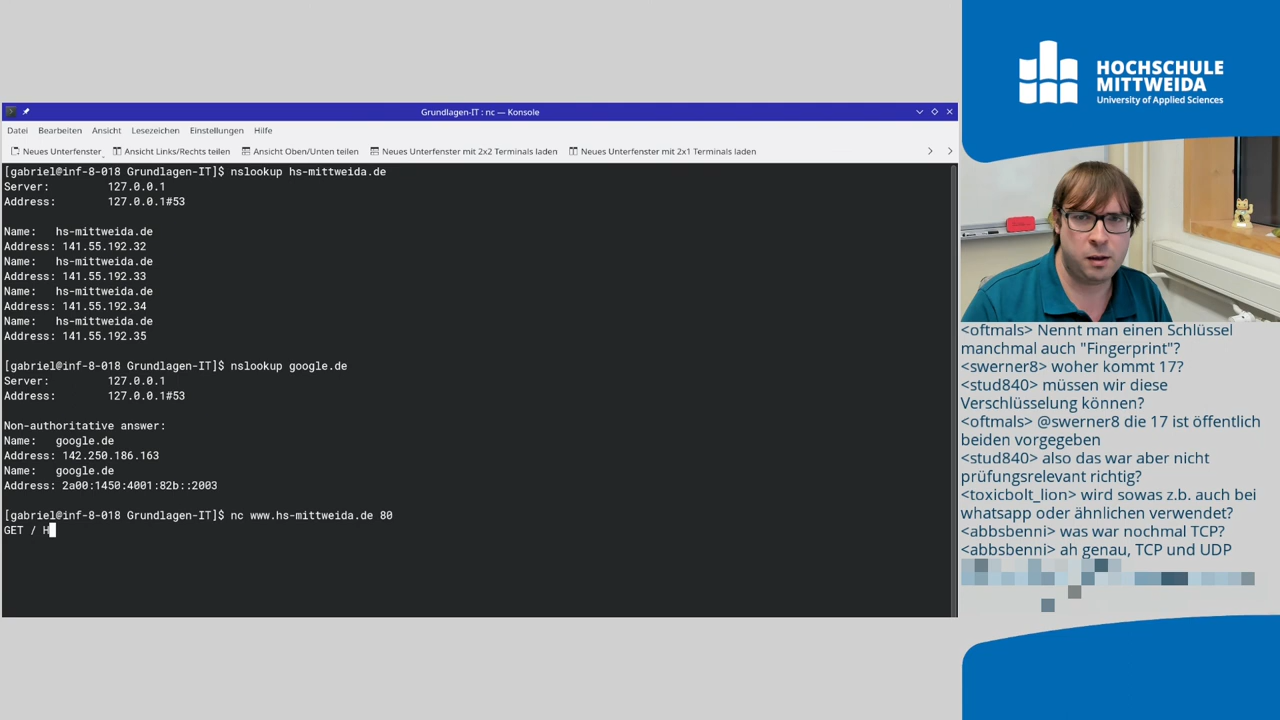 Grundlagen-IT : nc — Konsole
Datei Bearbeiten Ansicht Lesezeichen Einstellungen Hilfe
Neues Unterfenster Ansicht Links/Rechts teilen Ansicht Oben/Unten teilen Neues Unterfenster mit 2x2 Terminals laden Neues Unterfenster mit 2x1 Terminals laden
[gabriel@inf-8-018 Grundlagen-IT]$ nslookup hs-mittweida.de
Server: 127.0.0.1
Address: 127.0.0.1#53
Name: hs-mittweida.de
Address: 141.55.192.32
Name: hs-mittweida.de
Address: 141.55.192.33
Name: hs-mittweida.de
Address: 141.55.192.34
Name: hs-mittweida.de
Address: 141.55.192.35
[gabriel@inf-8-018 Grundlagen-IT]$ nslookup google.de
Server: 127.0.0.1
Address: 127.0.0.1#53
Non-authoritative answer:
Name: google.de
Address: 142.250.186.163
Name: google.de
Address: 2a00:1450:4001:82b::2003
[gabriel@inf-8-018 Grundlagen-IT]$ nc www.hs-mittweida.de 80
GET / H
HOCHSCHULE
MITTWEIDA
University of Applied Sciences
<oftmals> Nennt man einen Schlüssel
manchmal auch "Fingerprint"?
<swerner8> woher kommt 17?
<stud840> müssen wir diese
Verschlüsselung können?
<oftmals> @swerner8 die 17 ist öffentlich
beiden vorgegeben
<stud840> also das war aber nicht
prüfungsrelevant richtig?
<toxicbolt_lion> wird sowas z.b. auch bei
whatsapp oder ähnlichen verwendet?
<abbsbenni> was war nochmal TCP?
<abbsbenni> ah genau, TCP und UDP